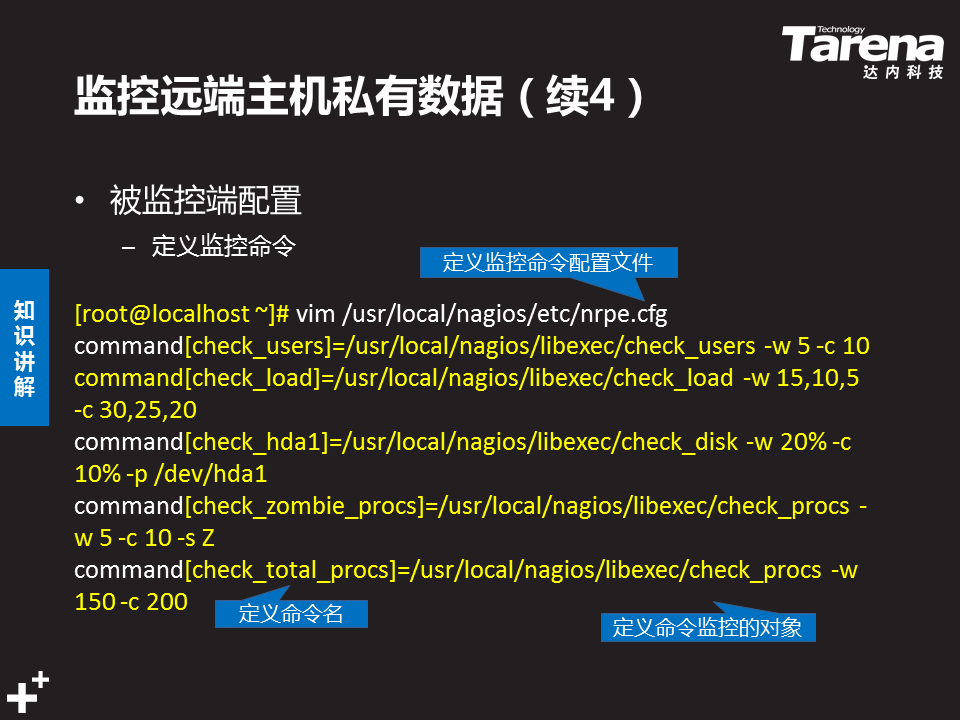 Technology
Tarena
达内科技
监控远端主机私有数据（续4）
• 被监控端配置
– 定义监控命令
定义监控命令配置文件
知识讲解
[root@localhost ~]# vim /usr/local/nagios/etc/nrpe.cfg
command[check_users]=/usr/local/nagios/libexec/check_users -w 5 -c 10
command[check_load]=/usr/local/nagios/libexec/check_load -w 15,10,5
-c 30,25,20
command[check_hda1]=/usr/local/nagios/libexec/check_disk -w 20% -c
10% -p /dev/hda1
command[check_zombie_procs]=/usr/local/nagios/libexec/check_procs -
w 5 -c 10 -s Z
command[check_total_procs]=/usr/local/nagios/libexec/check_procs -w
150 -c 200
定义命令名
定义命令监控的对象